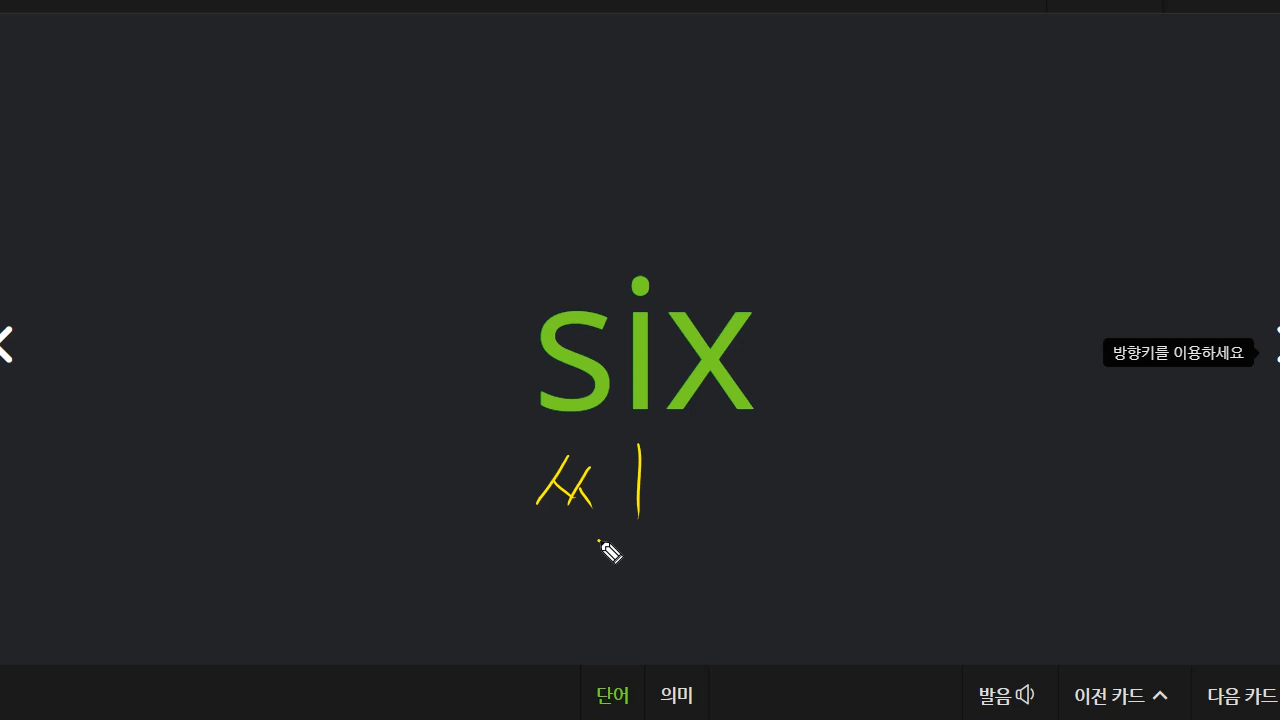 six
방향키를 이용하세요
씨
단어 의미 발음 이전 카드 다음 카드